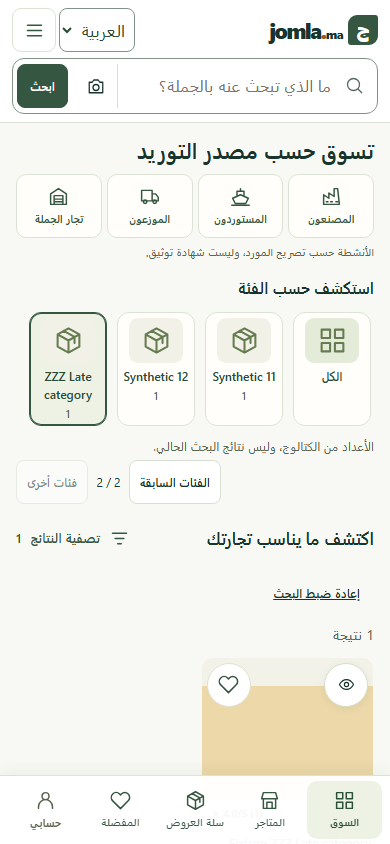 ج jomla.ma
العربية
ما الذي تبحث عنه بالجملة؟
ابحث
تسوق حسب مصدر التوريد
المصنعون
المستوردون
الموزعون
تجار الجملة
الأنشطة حسب تصريح المورد، وليست شهادة توثيق.
استكشف حسب الفئة
الكل
Synthetic 11
1
Synthetic 12
1
ZZZ Late
category
1
الأعداد من الكتالوج، وليس نتائج البحث الحالي.
الفئات السابقة
2 / 2
فئات أخرى
اكتشف ما يناسب تجارتك
تصفية النتائج 1
إعادة ضبط البحث
1 نتيجة
السوق
المتاجر
سلة العروض
المفضلة
حسابي